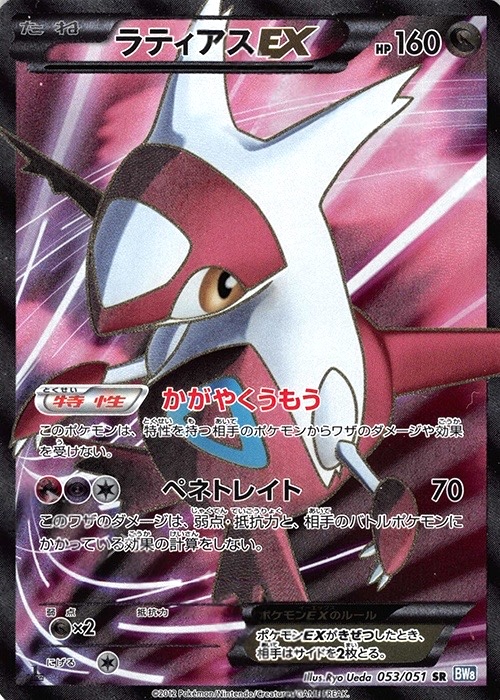 たね ラティアスEX HP160
とくせい
特性 かがやくうもう
このポケモンは、特性を持つ相手のポケモンからワザのダメージや効果
を受けない。
ペネトレイト 70
このワザのダメージは、弱点・抵抗力と、相手のバトルポケモンに
かかっている効果の計算をしない。
弱点 抵抗力
×2
にげる
ポケモンEXのルール
ポケモンEXがきぜつしたとき、
相手はサイドを2枚とる。
Illus. Ryo Ueda 053/051 SR BW8
©2012 Pokémon/Nintendo/Creatures/GAME FREAK.